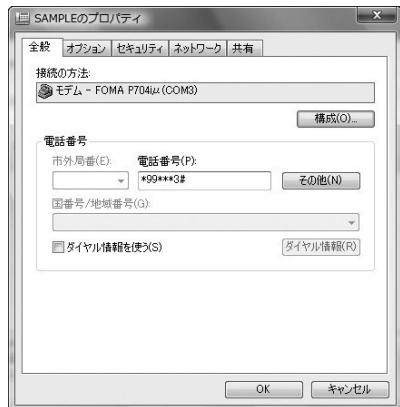 SAMPLEのプロパティ
全般 オプション セキュリティ ネットワーク 共有
接続の方法:
モデム - FOMA P704iμ(COM3)
構成(O)...
電話番号
市外局番(E): 電話番号(P):
*99***3# その他(N)
国番号/地域番号(G):
ダイヤル情報を使う(S) ダイヤル情報(R)
OK キャンセル